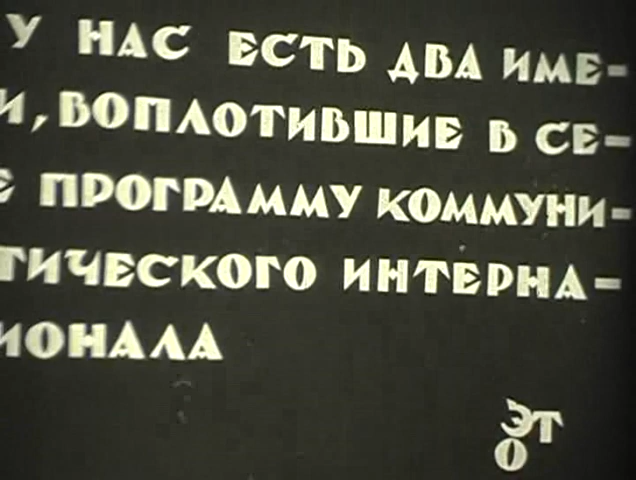 У НАС ЕСТЬ ДВА ИМЕ-
И, ВОПЛОТИВШИЕ В СЕ-
Е ПРОГРАММУ КОММУНИ-
ТИЧЕСКОГО ИНТЕРНА-
ИОНАЛА
ЭТ
О